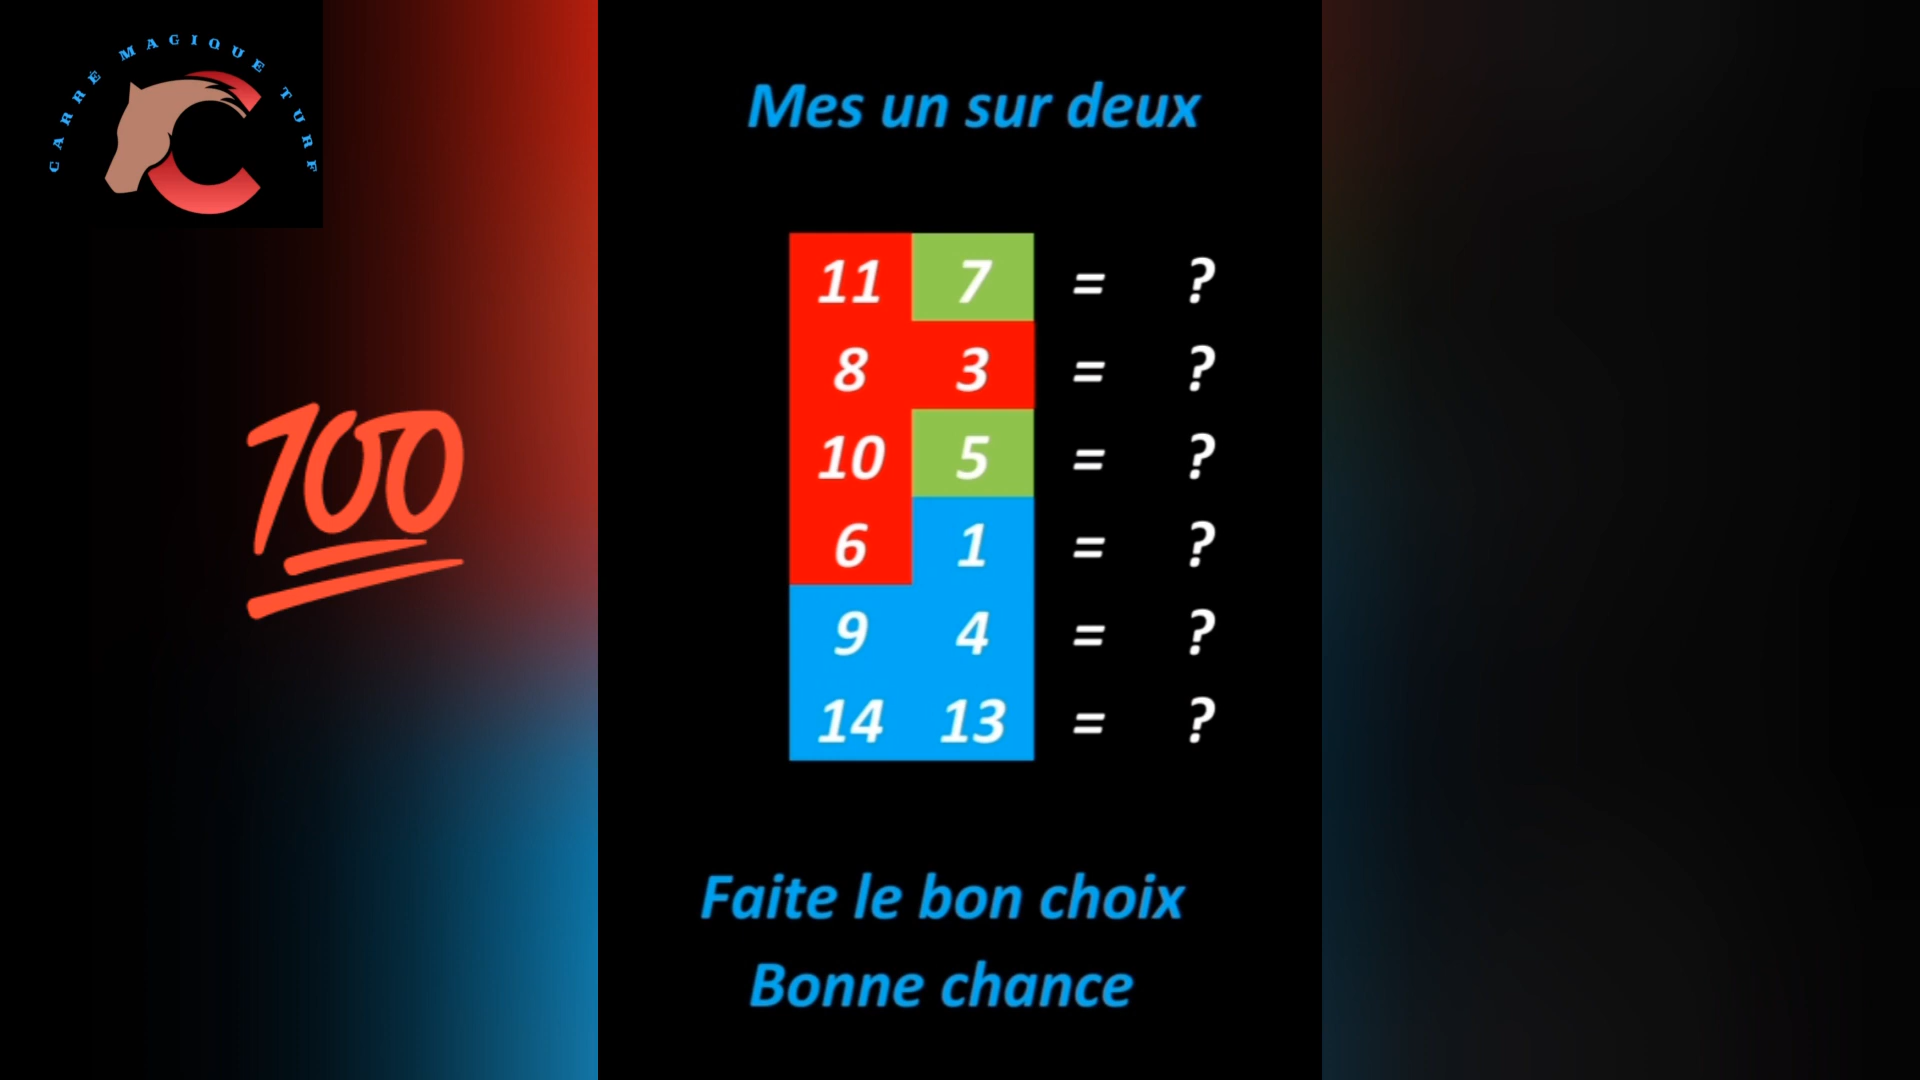 CARRÉ MAGIQUE TURF
Mes un sur deux
11 7 = ?
8 3 = ?
10 5 = ?
6 1 = ?
9 4 = ?
14 13 = ?
100
Faite le bon choix
Bonne chance